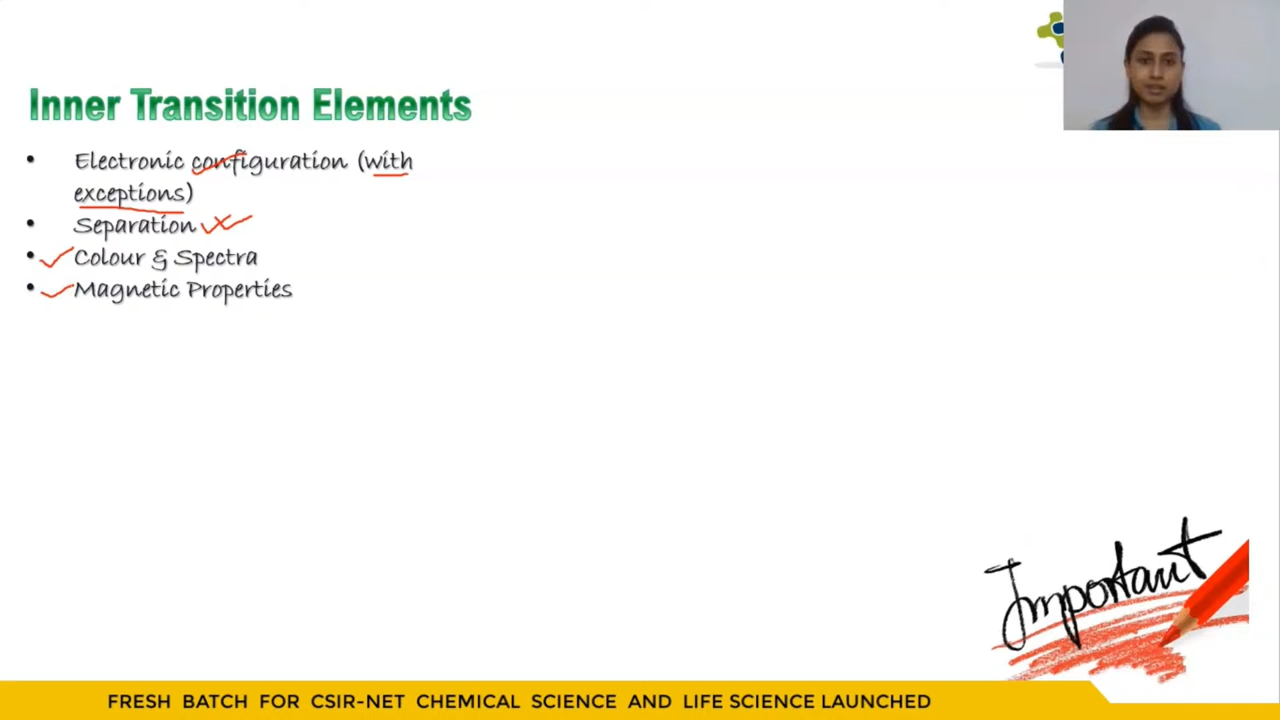 Inner Transition Elements
• Electronic configuration (with
exceptions)
• Separation
• Colour & Spectra
• Magnetic Properties
Important
FRESH BATCH FOR CSIR-NET CHEMICAL SCIENCE AND LIFE SCIENCE LAUNCHED